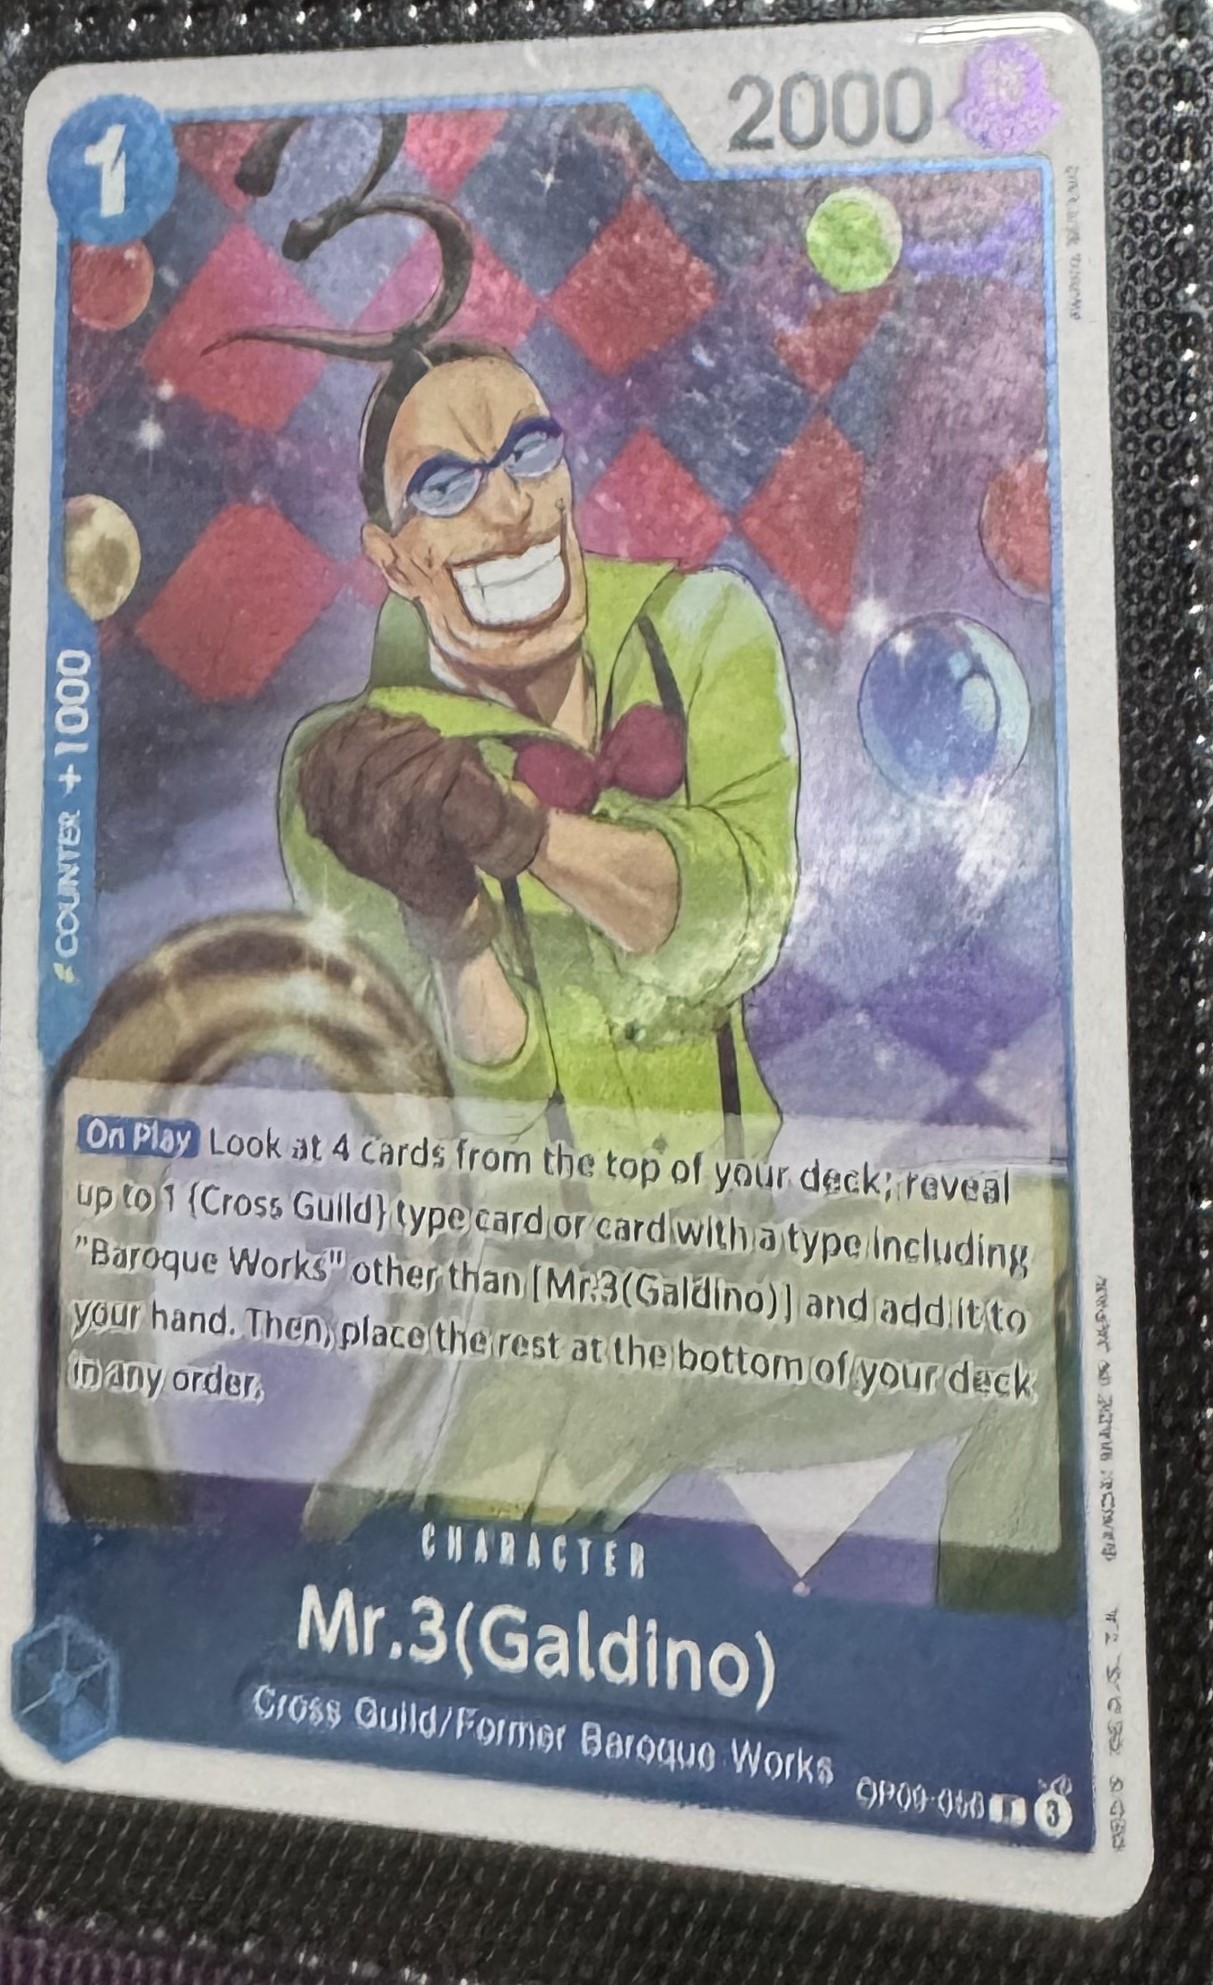 1
2000
COUNTER +1000
On Play Look at 4 cards from the top of your deck; reveal
up to 1 {Cross Guild} type card or card with a type including
"Baroque Works" other than [Mr.3(Galdino)] and add it to
your hand. Then, place the rest at the bottom of your deck
in any order.
CHARACTER
Mr.3(Galdino)
Cross Guild/Former Baroque Works
3